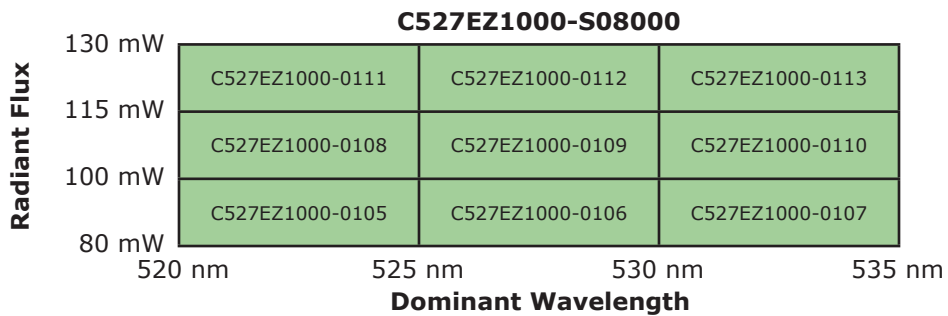 C527EZ1000-S08000
130 mW
C527EZ1000-0111 C527EZ1000-0112 C527EZ1000-0113
115 mW
C527EZ1000-0108 C527EZ1000-0109 C527EZ1000-0110
100 mW
C527EZ1000-0105 C527EZ1000-0106 C527EZ1000-0107
80 mW
Radiant Flux
520 nm 525 nm 530 nm 535 nm
Dominant Wavelength